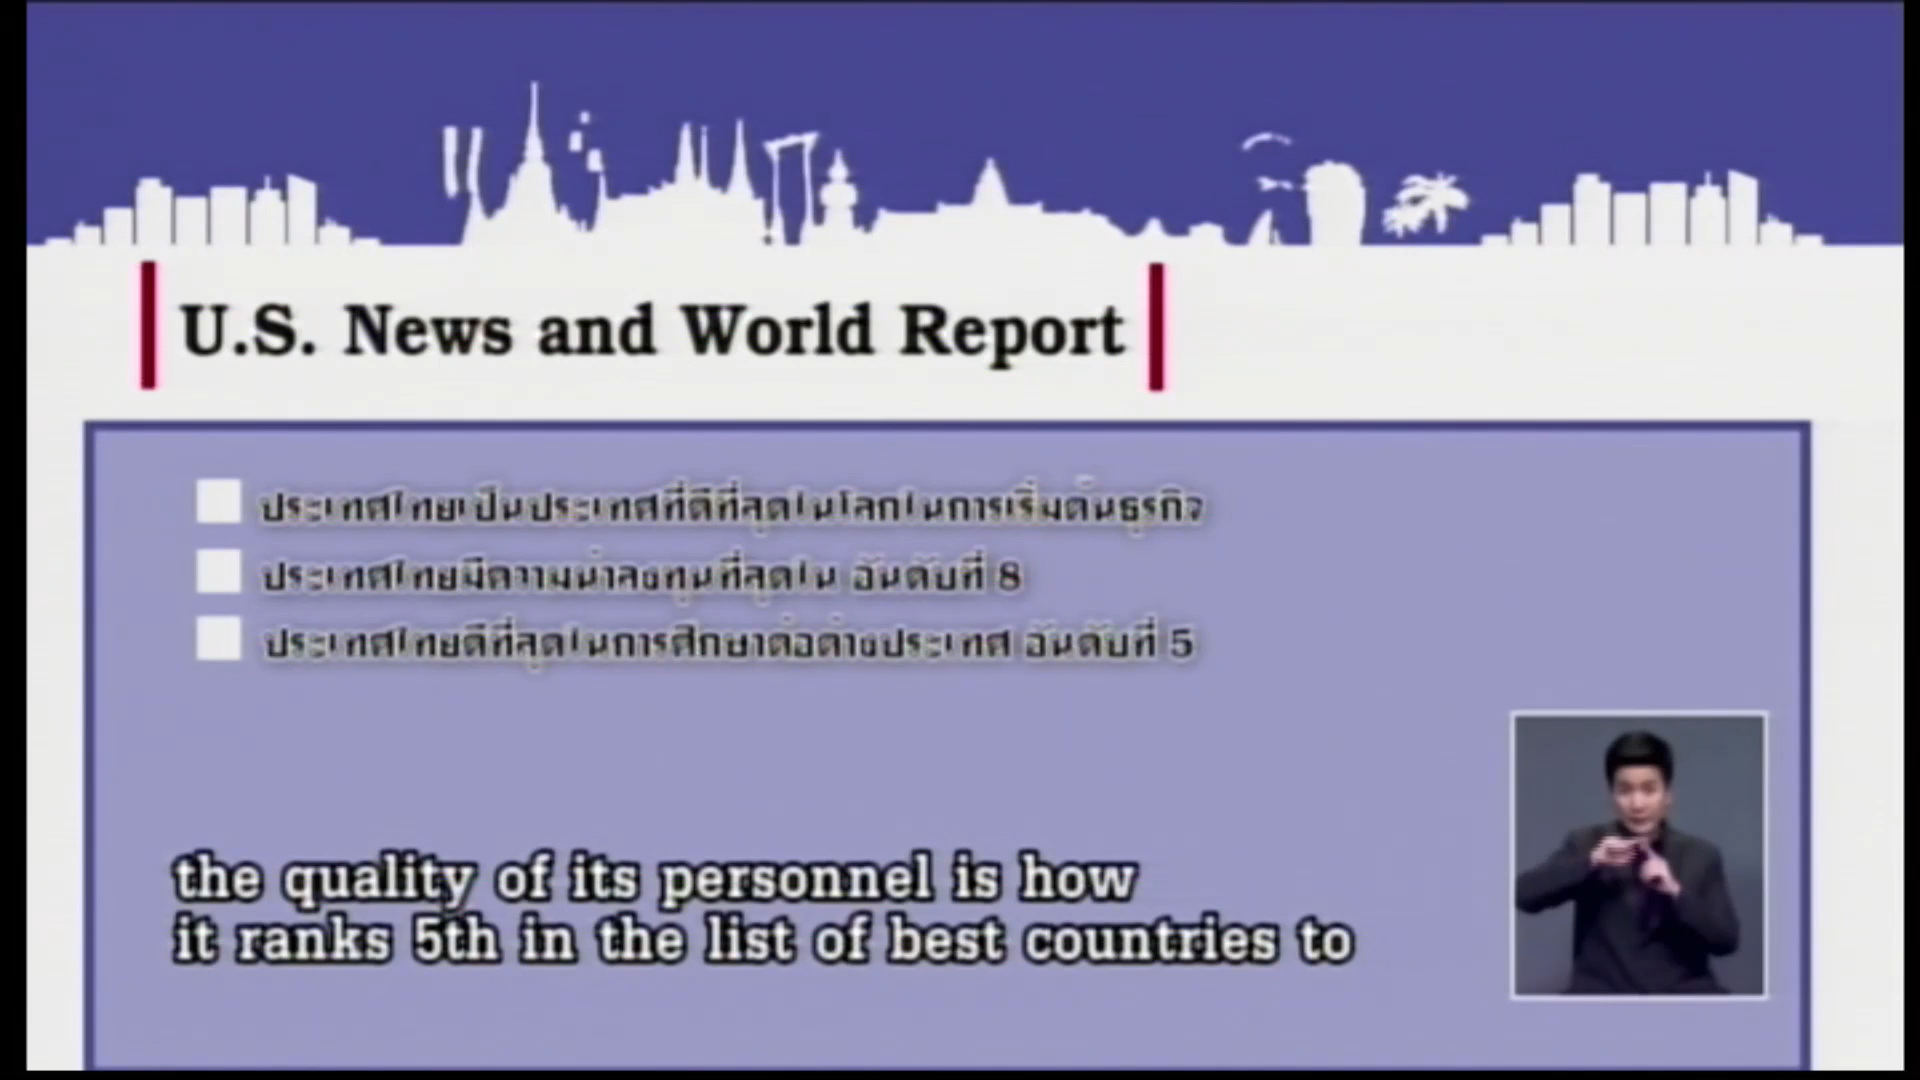 U.S. News and World Report
ประเทศไทยเป็นประเทศที่ดีที่สุดในโลกในการเริ่มต้นธุรกิจ
ประเทศไทยมีความน่าลงทุนที่สุดใน อันดับที่ 8
ประเทศไทยดีที่สุดในการศึกษาต่อต่างประเทศ อันดับที่ 5
the quality of its personnel is how
it ranks 5th in the list of best countries to